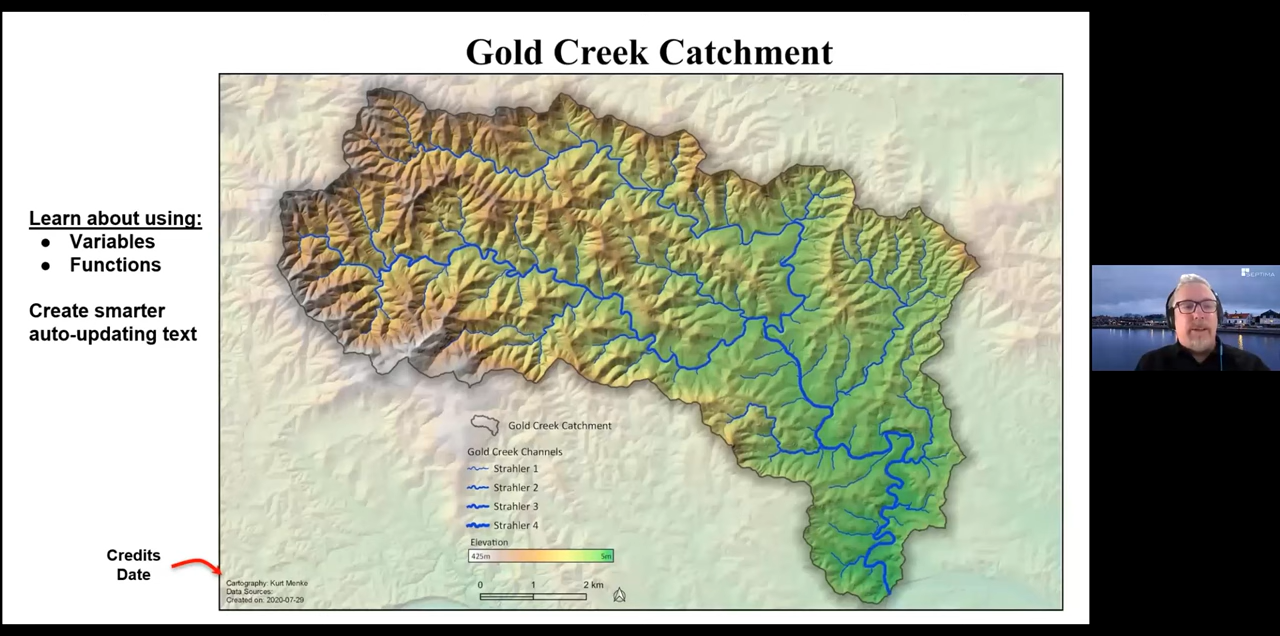 Gold Creek Catchment
Learn about using:
● Variables
● Functions
Create smarter
auto-updating text
Gold Creek Catchment
Gold Creek Channels
Strahler 1
Strahler 2
Strahler 3
Strahler 4
Elevation
425m 5m
0 1 2 km
Credits
Date
Cartography: Kurt Menke
Data Sources:
Created on: 2020-07-29
SEPTIMA